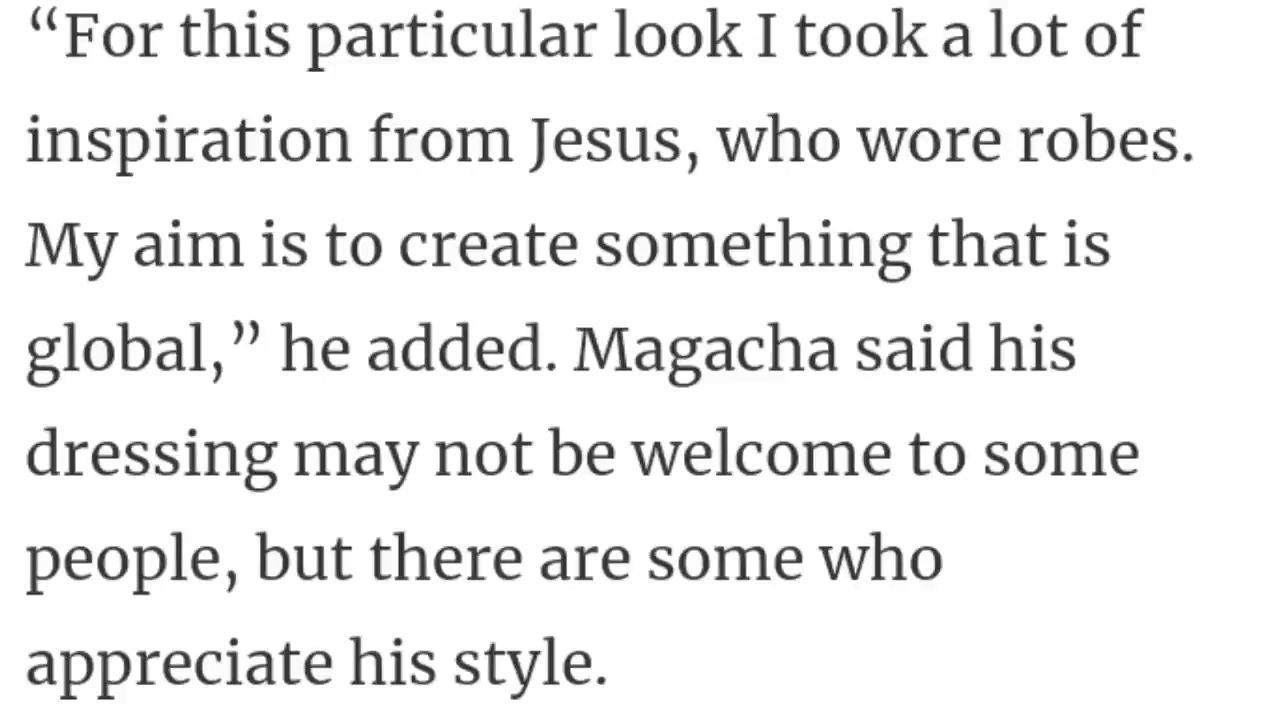 “For this particular look I took a lot of
inspiration from Jesus, who wore robes.
My aim is to create something that is
global,” he added. Magacha said his
dressing may not be welcome to some
people, but there are some who
appreciate his style.